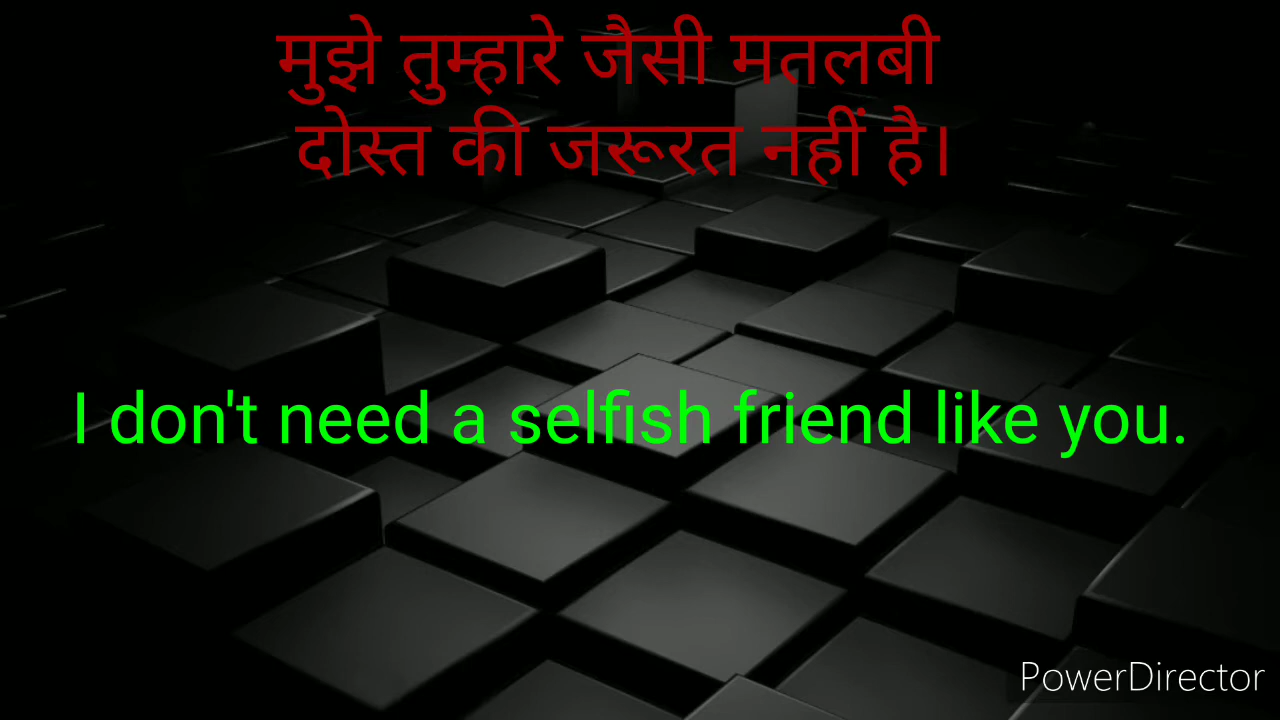 मुझे तुम्हारे जैसी मतलबी
दोस्त की जरूरत नहीं है।
I don't need a selfish friend like you.
PowerDirector